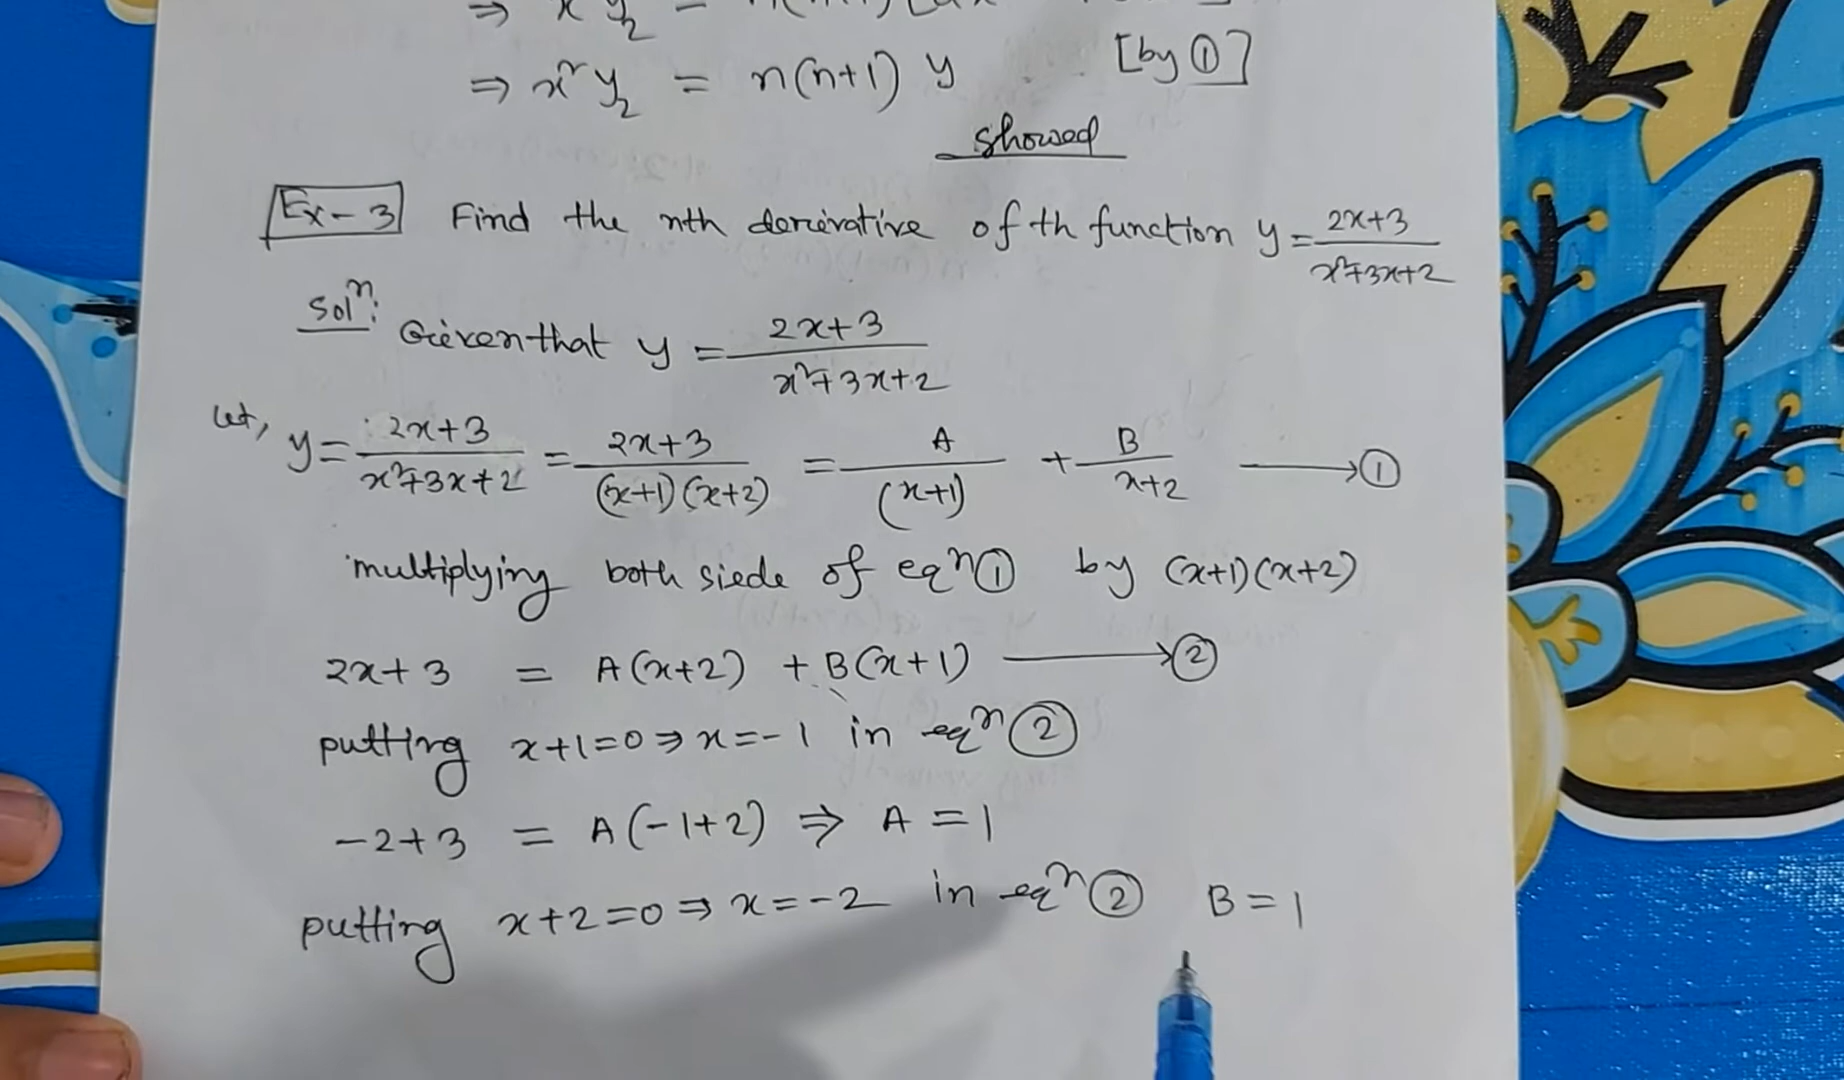 ⇒ x y₂ =
⇒ x² y₂ = n(n+1) y [by ①]
showed
Ex-3 Find the nth derivative of th function y = (2x+3)/(x²+3x+2)
Solⁿ: Given that y = (2x+3)/(x²+3x+2)
Let, y = (2x+3)/(x²+3x+2) = (2x+3)/((x+1)(x+2)) = A/(x+1) + B/(x+2) ⟶ ①
multiplying both siede of eqⁿ ① by (x+1)(x+2)
2x+3 = A(x+2) + B(x+1) ⟶ ②
putting x+1=0 ⇒ x=-1 in eqⁿ ②
-2+3 = A(-1+2) ⇒ A = 1
putting x+2=0 ⇒ x=-2 in eqⁿ ② B = 1